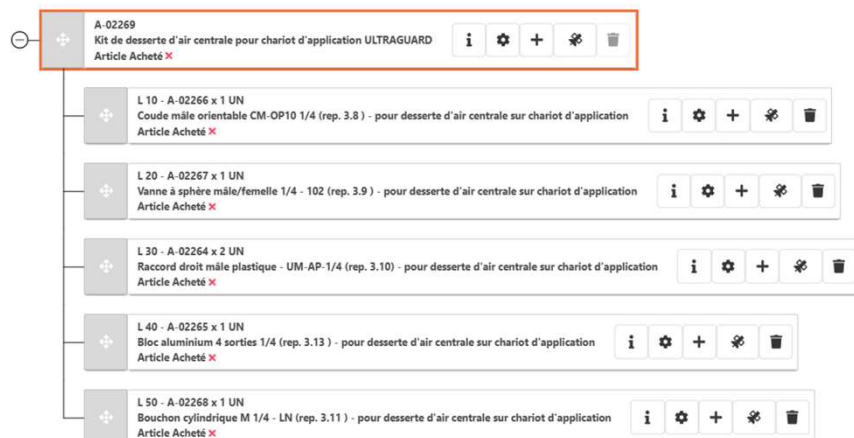 A-02269
Kit de desserte d'air centrale pour chariot d'application ULTRAGUARD
Article Acheté ×
L 10 - A-02266 x 1 UN
Coude mâle orientable CM-OP10 1/4 (rep. 3.8 ) - pour desserte d'air centrale sur chariot d'application
Article Acheté ×
L 20 - A-02267 x 1 UN
Vanne à sphère mâle/femelle 1/4 - 102 (rep. 3.9 ) - pour desserte d'air centrale sur chariot d'application
Article Acheté ×
L 30 - A-02264 x 2 UN
Raccord droit mâle plastique - UM-AP-1/4 (rep. 3.10) - pour desserte d'air centrale sur chariot d'application
Article Acheté ×
L 40 - A-02265 x 1 UN
Bloc aluminium 4 sorties 1/4 (rep. 3.13 ) - pour desserte d'air centrale sur chariot d'application
Article Acheté ×
L 50 - A-02268 x 1 UN
Bouchon cylindrique M 1/4 - LN (rep. 3.11 ) - pour desserte d'air centrale sur chariot d'application
Article Acheté ×